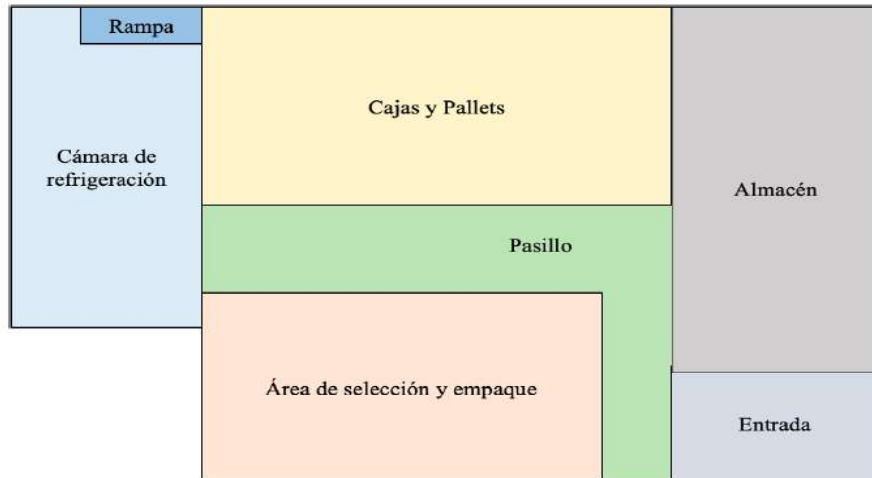 Rampa
Cajas y Pallets
Cámara de
refrigeración
Almacén
Pasillo
Área de selección y empaque
Entrada